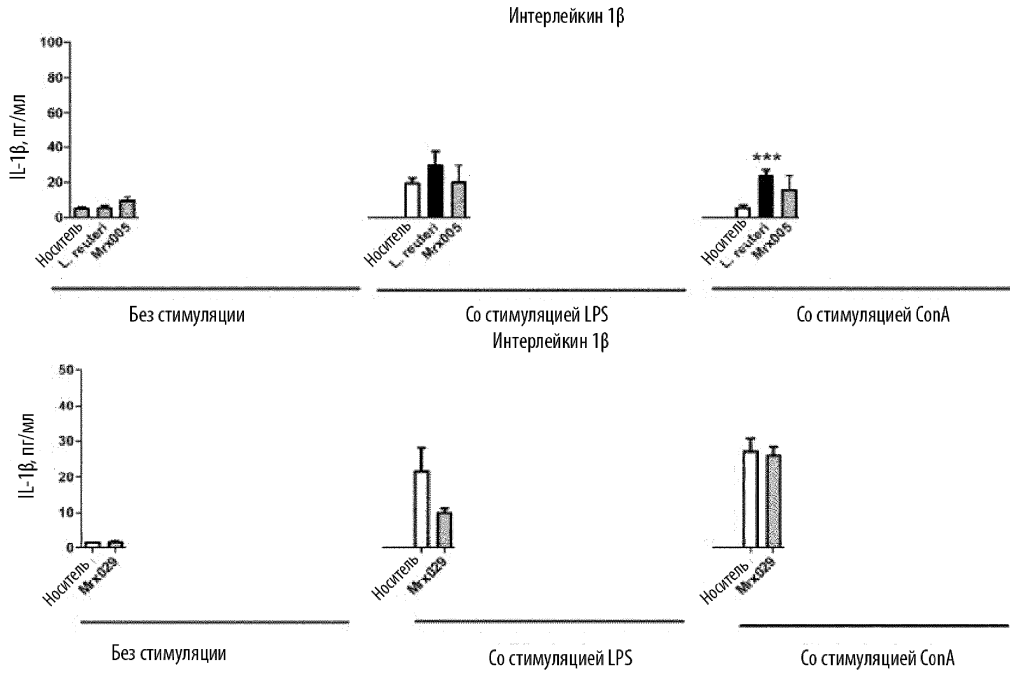 Интерлейкин 1β
IL-1β, пг/мл
100
80
60
40
20
0
Носитель
L. reuteri
Mrx005
Носитель
L. reuteri
Mrx005
***
Носитель
L. reuteri
Mrx005
Без стимуляции
Со стимуляцией LPS
Со стимуляцией ConA
Интерлейкин 1β
IL-1β, пг/мл
50
40
30
20
10
0
Носитель
Mrx029
Носитель
Mrx029
Носитель
Mrx029
Без стимуляции
Со стимуляцией LPS
Со стимуляцией ConA